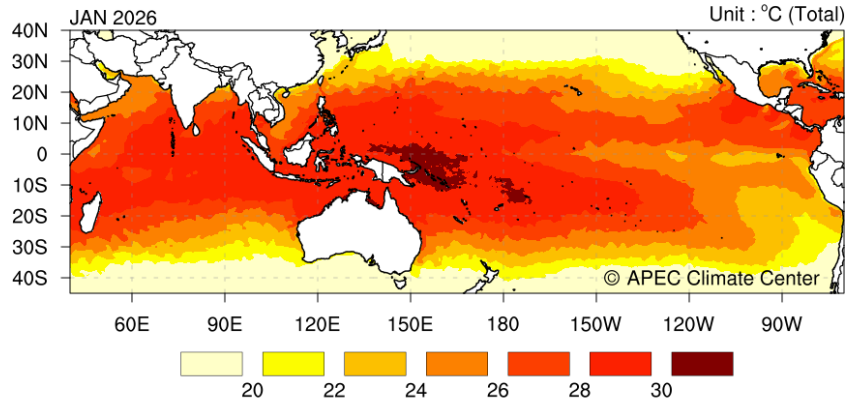 JAN 2026
Unit : °C (Total)
40N
30N
20N
10N
0
10S
20S
30S
40S
© APEC Climate Center
60E 90E 120E 150E 180 150W 120W 90W
20 22 24 26 28 30